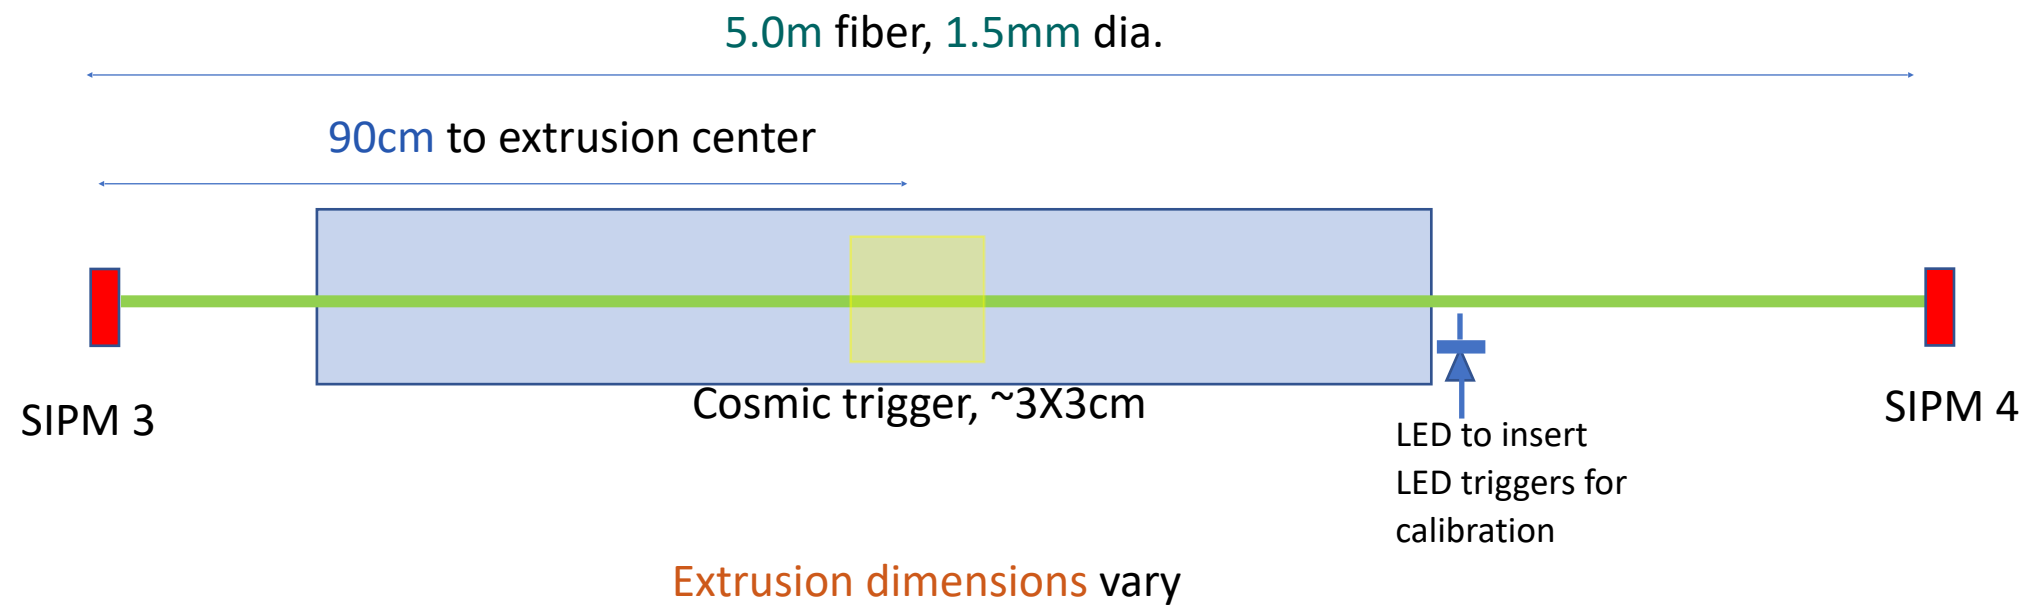 5.0m fiber, 1.5mm dia.
90cm to extrusion center
Cosmic trigger, ~3X3cm
SIPM 3
SIPM 4
LED to insert
LED triggers for
calibration
Extrusion dimensions vary